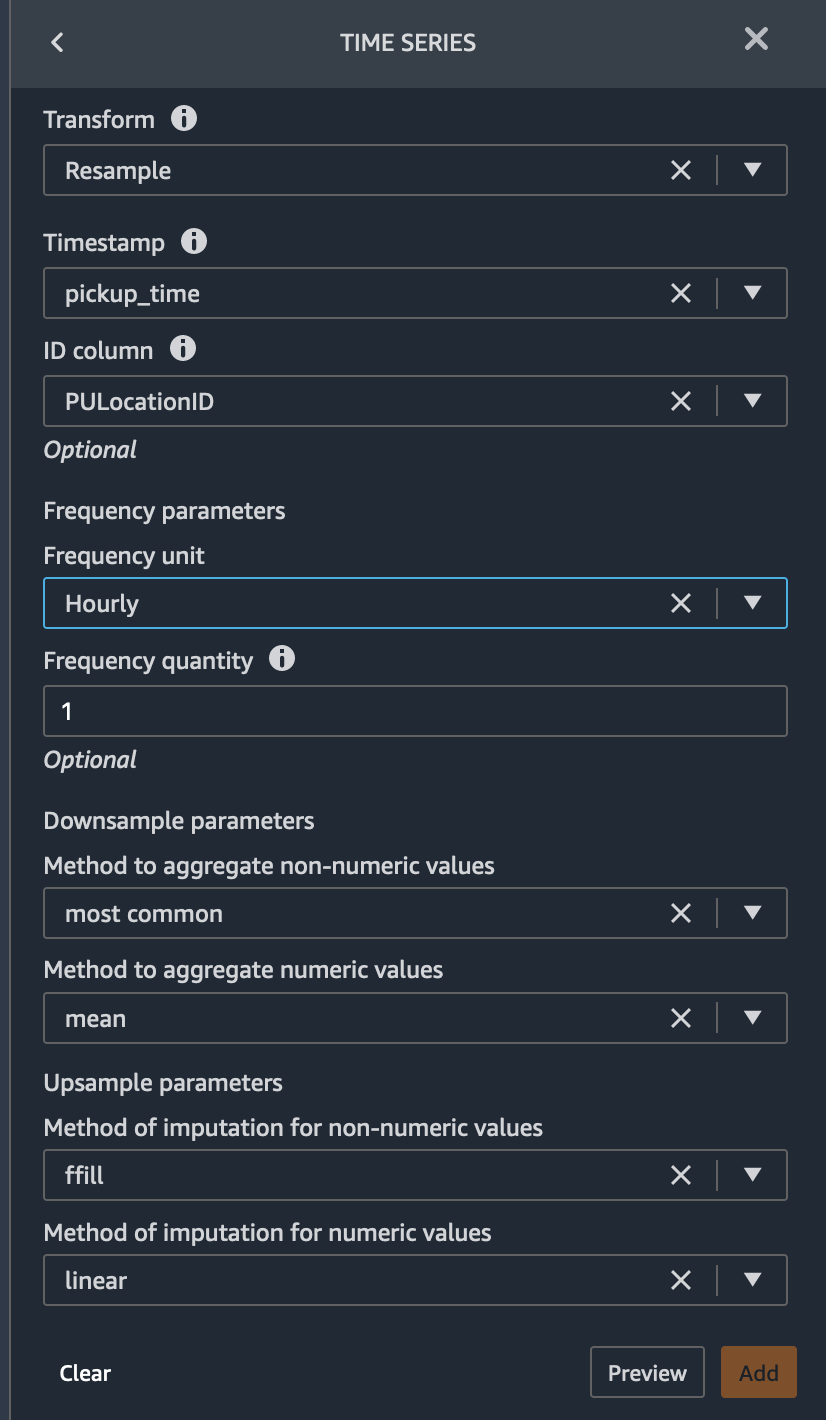 TIME SERIES
Transform
Resample
Timestamp
pickup_time
ID column
PULocationID
Optional
Frequency parameters
Frequency unit
Hourly
Frequency quantity
1
Optional
Downsample parameters
Method to aggregate non-numeric values
most common
Method to aggregate numeric values
mean
Upsample parameters
Method of imputation for non-numeric values
ffill
Method of imputation for numeric values
linear
Clear Preview Add